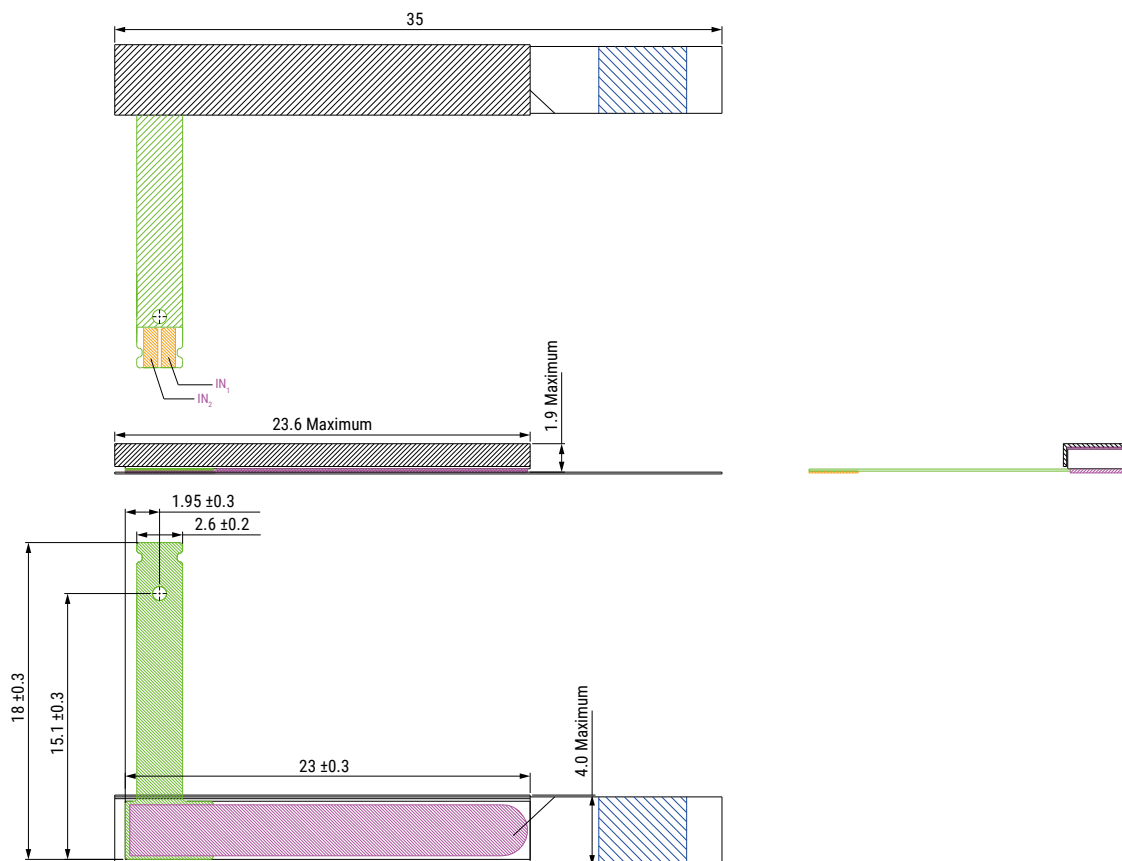 35
IN1
IN2
1.9 Maximum
23.6 Maximum
1.95 ±0.3
2.6 ±0.2
18 ±0.3
15.1 ±0.3
4.0 Maximum
23 ±0.3